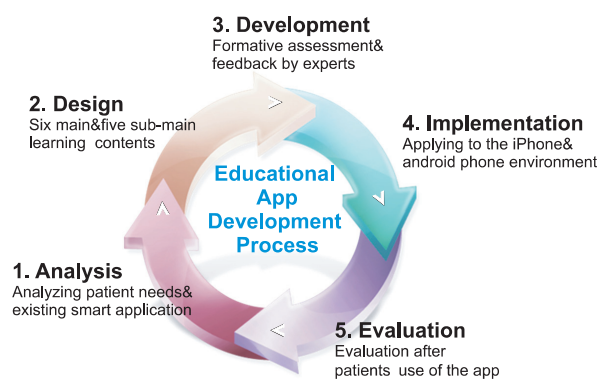 3. Development
Formative assessment&
feedback by experts
2. Design
Six main&five sub-main
learning contents
4. Implementation
Applying to the iPhone&
android phone environment
Educational
App
Development
Process
1. Analysis
Analyzing patient needs&
existing smart application
5. Evaluation
Evaluation after
patients use of the app